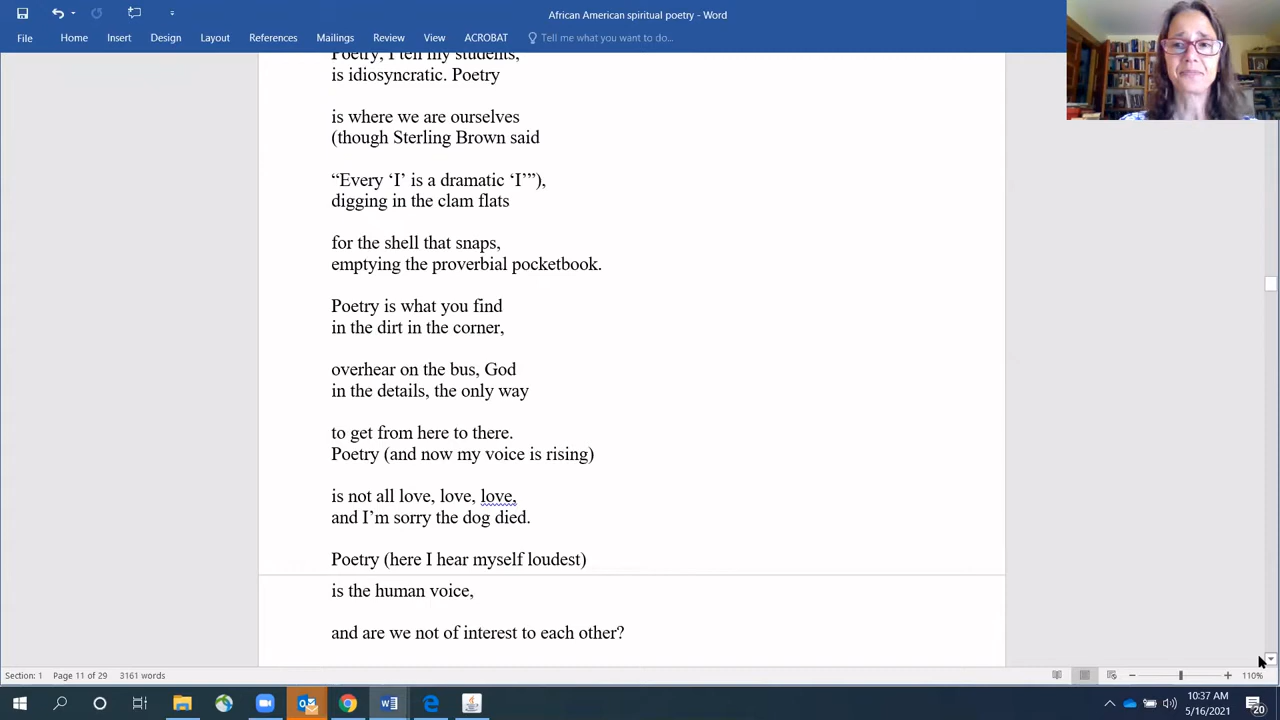 African American spiritual poetry - Word
File Home Insert Design Layout References Mailings Review View ACROBAT Tell me what you want to do...
Poetry, I tell my students,
is idiosyncratic. Poetry
is where we are ourselves
(though Sterling Brown said
“Every ‘I’ is a dramatic ‘I’”),
digging in the clam flats
for the shell that snaps,
emptying the proverbial pocketbook.
Poetry is what you find
in the dirt in the corner,
overhear on the bus, God
in the details, the only way
to get from here to there.
Poetry (and now my voice is rising)
is not all love, love, love,
and I’m sorry the dog died.
Poetry (here I hear myself loudest)
is the human voice,
and are we not of interest to each other?
Section: 1 Page 11 of 29 3161 words 110%
10:37 AM
5/16/2021
20